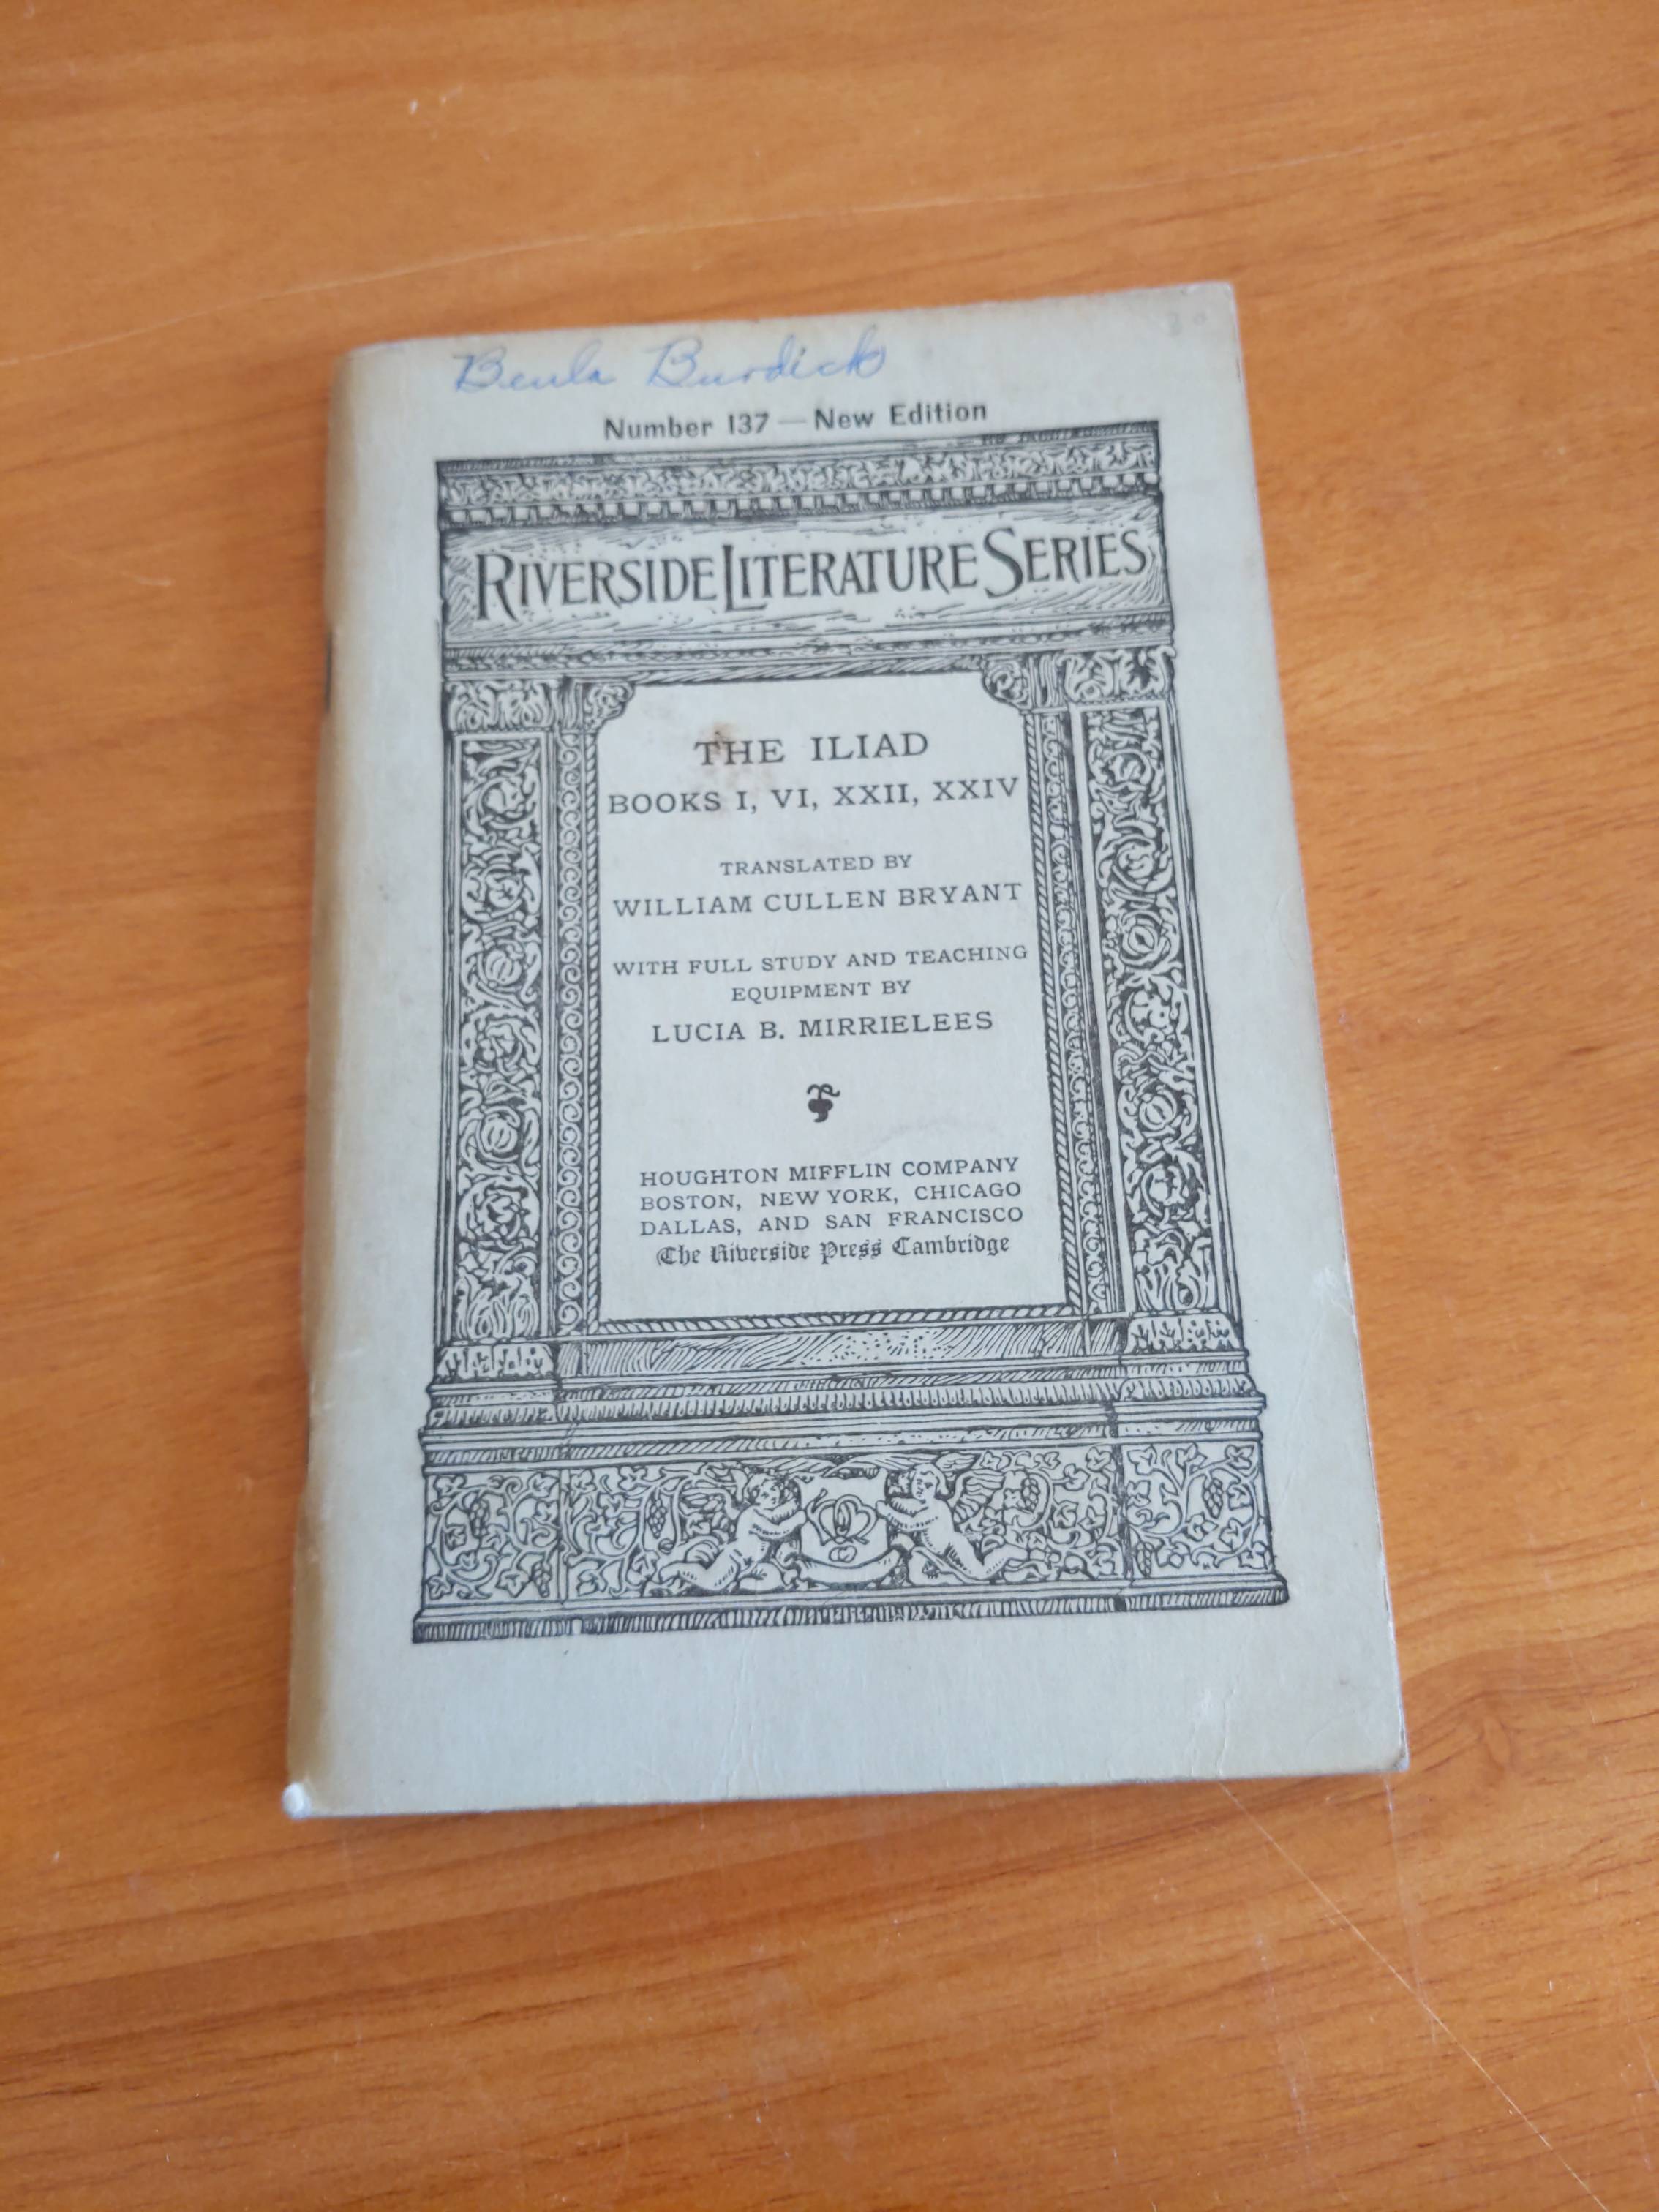 Beula Burdick
Number 137 — New Edition
RIVERSIDE LITERATURE SERIES
THE ILIAD
BOOKS I, VI, XXII, XXIV
TRANSLATED BY
WILLIAM CULLEN BRYANT
WITH FULL STUDY AND TEACHING
EQUIPMENT BY
LUCIA B. MIRRIELEES
HOUGHTON MIFFLIN COMPANY
BOSTON, NEW YORK, CHICAGO
DALLAS, AND SAN FRANCISCO
The Riverside Press Cambridge